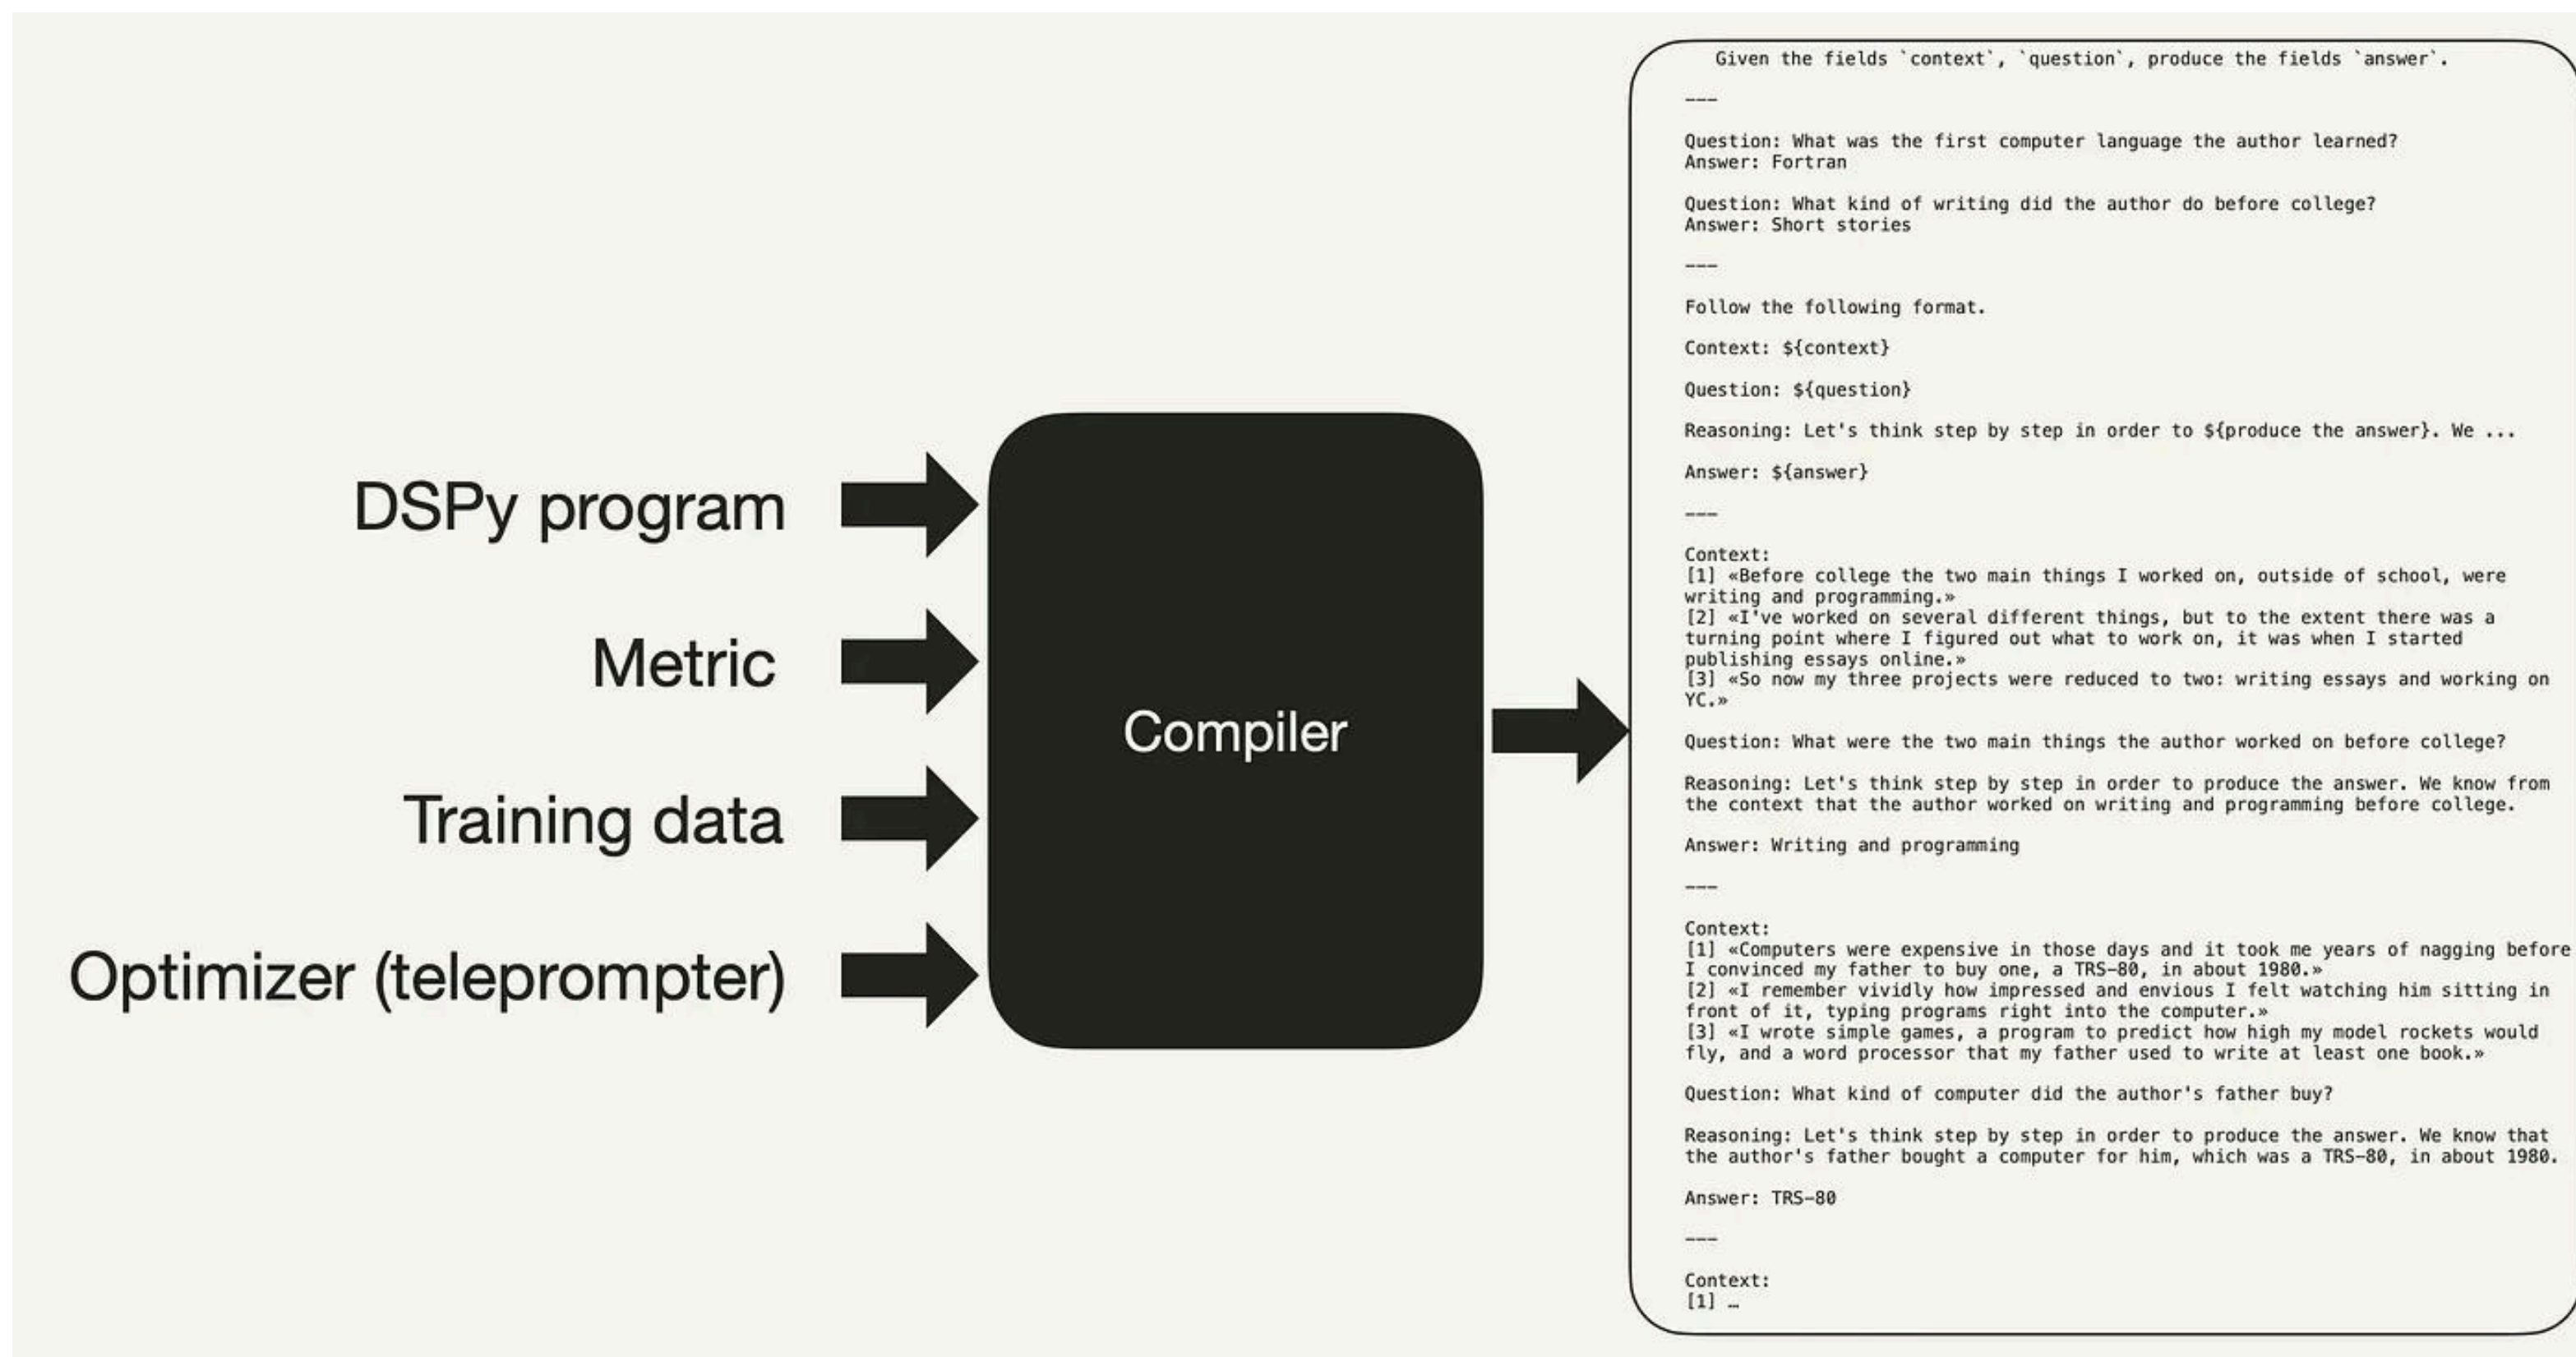 DSPy program
Metric
Training data
Optimizer (teleprompter)
Compiler
Given the fields `context`, `question`, produce the fields `answer`.
---
Question: What was the first computer language the author learned?
Answer: Fortran
Question: What kind of writing did the author do before college?
Answer: Short stories
---
Follow the following format.
Context: ${context}
Question: ${question}
Reasoning: Let's think step by step in order to ${produce the answer}. We ...
Answer: ${answer}
---
Context:
[1] «Before college the two main things I worked on, outside of school, were
writing and programming.»
[2] «I've worked on several different things, but to the extent there was a
turning point where I figured out what to work on, it was when I started
publishing essays online.»
[3] «So now my three projects were reduced to two: writing essays and working on
YC.»
Question: What were the two main things the author worked on before college?
Reasoning: Let's think step by step in order to produce the answer. We know from
the context that the author worked on writing and programming before college.
Answer: Writing and programming
---
Context:
[1] «Computers were expensive in those days and it took me years of nagging before
I convinced my father to buy one, a TRS-80, in about 1980.»
[2] «I remember vividly how impressed and envious I felt watching him sitting in
front of it, typing programs right into the computer.»
[3] «I wrote simple games, a program to predict how high my model rockets would
fly, and a word processor that my father used to write at least one book.»
Question: What kind of computer did the author's father buy?
Reasoning: Let's think step by step in order to produce the answer. We know that
the author's father bought a computer for him, which was a TRS-80, in about 1980.
Answer: TRS-80
---
Context:
[1] …